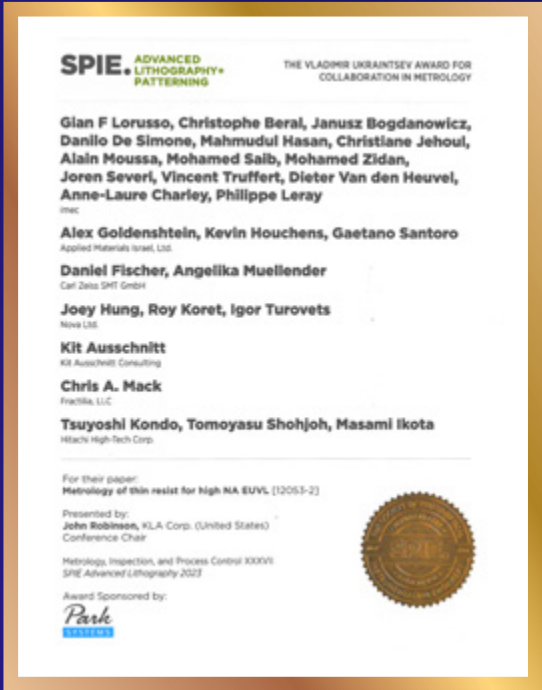 SPIE. ADVANCED
LITHOGRAPHY+
PATTERNING
THE VLADIMIR UKRAINTSEV AWARD FOR
COLLABORATION IN METROLOGY
Gian F Lorusso, Christophe Beral, Janusz Bogdanowicz,
Danilo De Simone, Mahmudul Hasan, Christiane Jehoul,
Alain Moussa, Mohamed Saib, Mohamed Zidan,
Joren Severi, Vincent Truffert, Dieter Van den Heuvel,
Anne-Laure Charley, Philippe Leray
imec
Alex Goldenshtein, Kevin Houchens, Gaetano Santoro
Applied Materials Israel, Ltd.
Daniel Fischer, Angelika Muellender
Carl Zeiss SMT GmbH
Joey Hung, Roy Koret, Igor Turovets
Nova Ltd.
Kit Ausschnitt
Kit Ausschnitt Consulting
Chris A. Mack
Fractilia, LLC
Tsuyoshi Kondo, Tomoyasu Shohjoh, Masami Ikota
Hitachi High-Tech Corp.
For their paper:
Metrology of thin resist for high NA EUVL [12053-2]
Presented by:
John Robinson, KLA Corp. (United States)
Conference Chair
Metrology, Inspection, and Process Control XXXVII
SPIE Advanced Lithography 2023
Award Sponsored by:
Park
SYSTEMS
SPIE